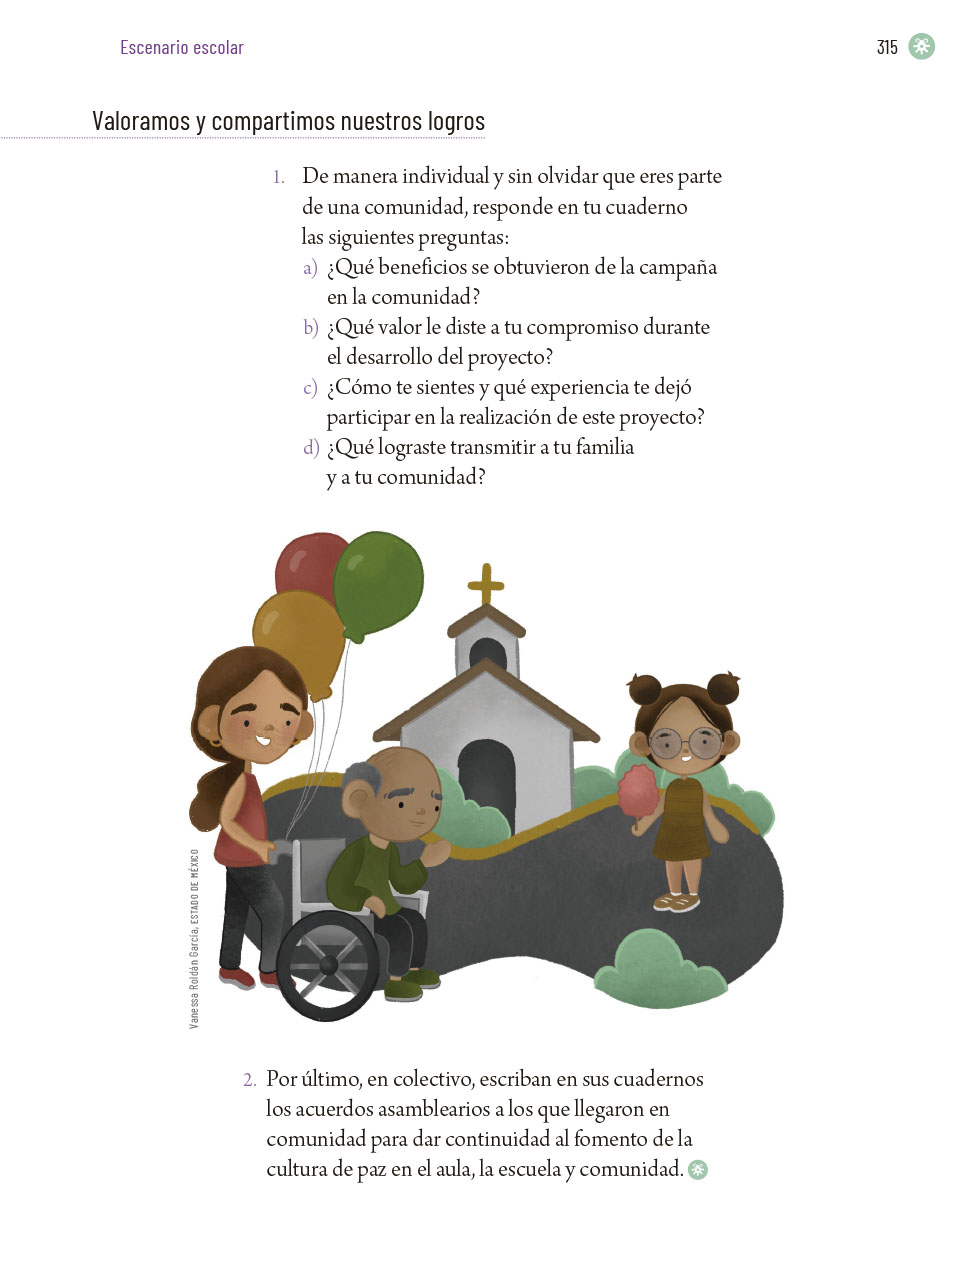 Escenario escolar
315
Valoramos y compartimos nuestros logros
1. De manera individual y sin olvidar que eres parte
de una comunidad, responde en tu cuaderno
las siguientes preguntas:
a) ¿Qué beneficios se obtuvieron de la campaña
en la comunidad?
b) ¿Qué valor le diste a tu compromiso durante
el desarrollo del proyecto?
c) ¿Cómo te sientes y qué experiencia te dejó
participar en la realización de este proyecto?
d) ¿Qué lograste transmitir a tu familia
y a tu comunidad?
Vanessa Roldán García, ESTADO DE MÉXICO
2. Por último, en colectivo, escriban en sus cuadernos
los acuerdos asamblearios a los que llegaron en
comunidad para dar continuidad al fomento de la
cultura de paz en el aula, la escuela y comunidad.